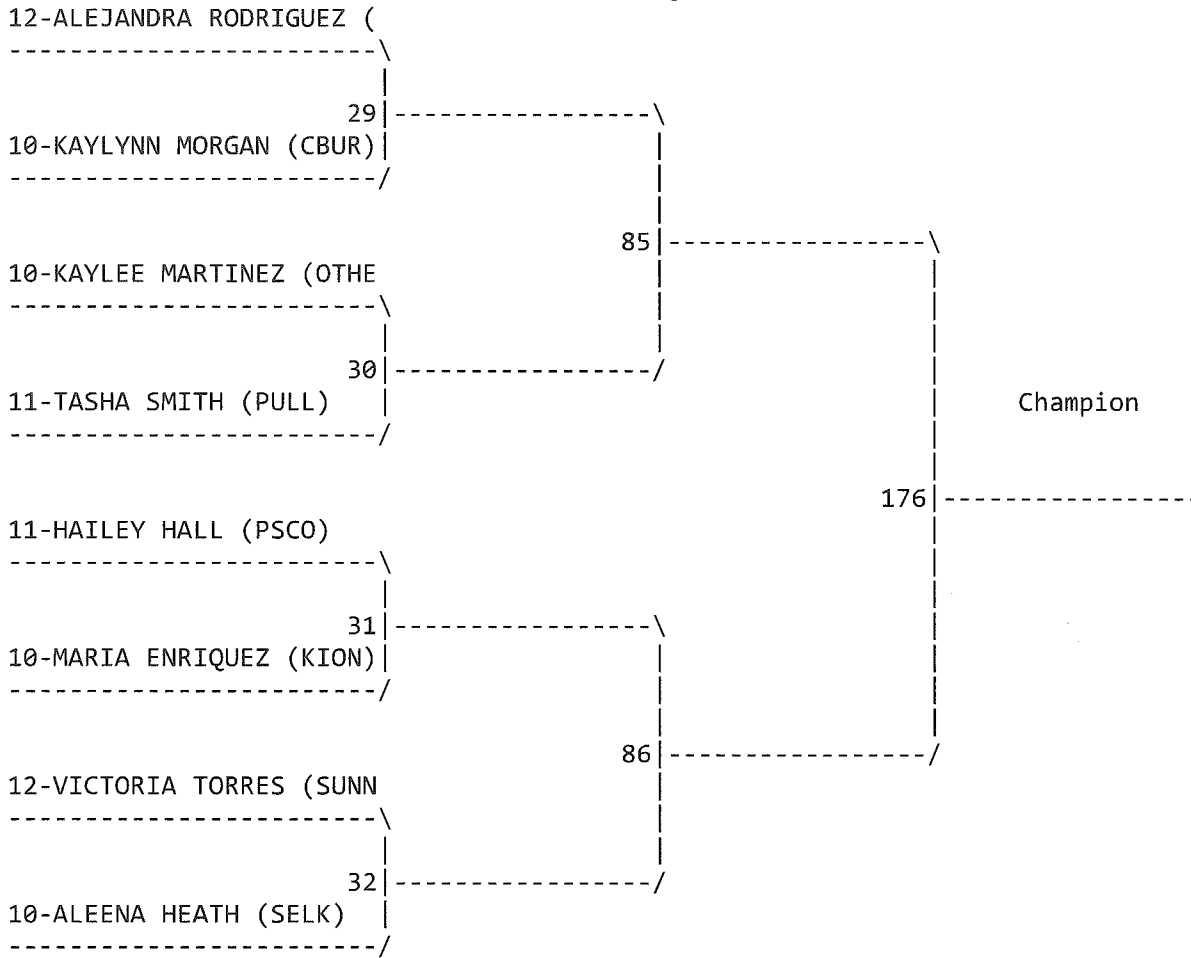 12-ALEJANDRA RODRIGUEZ (
29
10-KAYLYNN MORGAN (CBUR)
85
10-KAYLEE MARTINEZ (OTHE
30
11-TASHA SMITH (PULL)
Champion
176
11-HAILEY HALL (PSCO)
31
10-MARIA ENRIQUEZ (KION)
86
12-VICTORIA TORRES (SUNN
32
10-ALEENA HEATH (SELK)